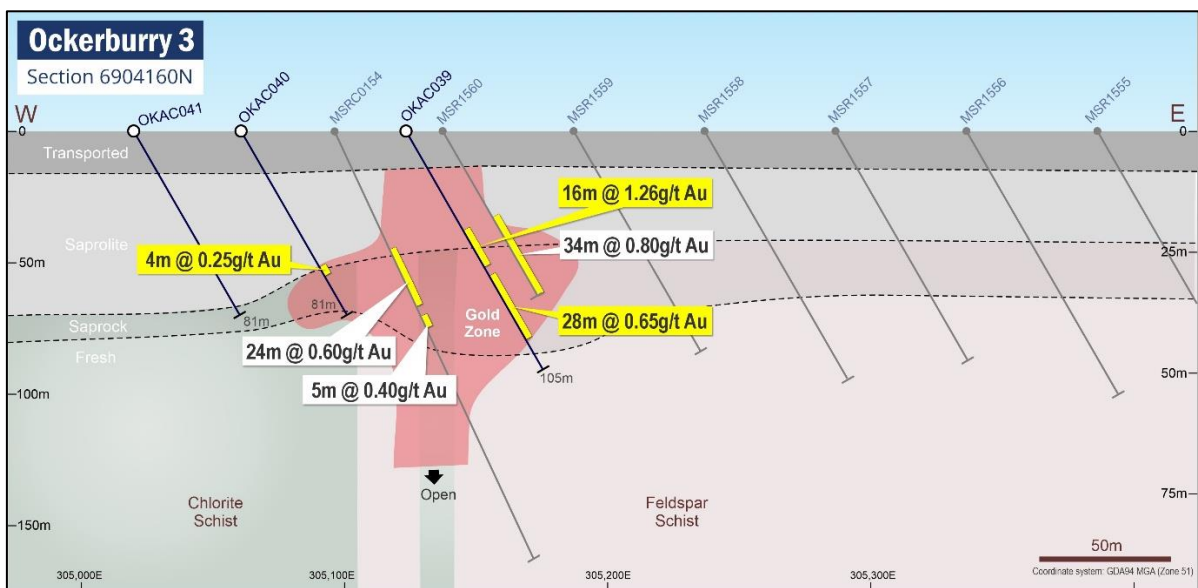 Ockerburry 3
Section 6904160N
W
E
OKAC041
OKAC040
MSRC0154
OKAC039
MSR1560
MSR1559
MSR1558
MSR1557
MSR1556
MSR1555
0
0
Transported
16m @ 1.26g/t Au
Saprolite
34m @ 0.80g/t Au
4m @ 0.25g/t Au
50m
25m
81m
81m
Saprock
Gold
Zone
28m @ 0.65g/t Au
Fresh
24m @ 0.60g/t Au
105m
50m
5m @ 0.40g/t Au
100m
Open
75m
Chlorite
Schist
Feldspar
Schist
150m
50m
Coordinate system: GDA94 MGA (Zone 51)
305,000E
305,100E
305,200E
305,300E